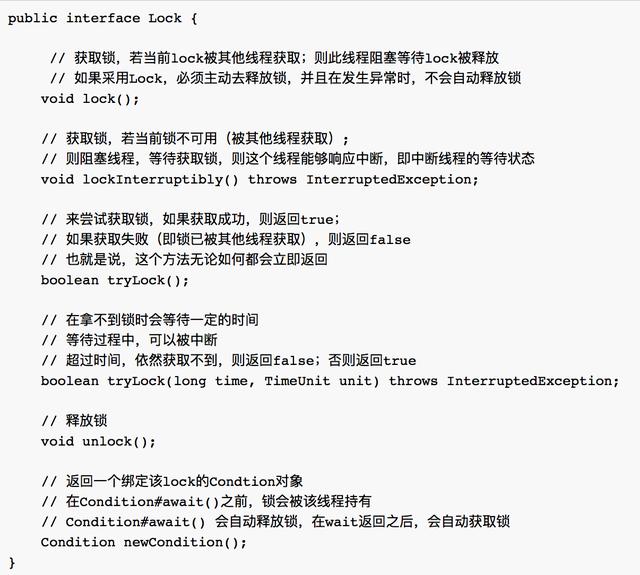 public interface Lock {
// 获取锁，若当前lock被其他线程获取；则此线程阻塞等待lock被释放
// 如果采用Lock，必须主动去释放锁，并且在发生异常时，不会自动释放锁
void lock();
// 获取锁，若当前锁不可用（被其他线程获取）；
// 则阻塞线程，等待获取锁，则这个线程能够响应中断，即中断线程的等待状态
void lockInterruptibly() throws InterruptedException;
// 来尝试获取锁，如果获取成功，则返回true；
// 如果获取失败（即锁已被其他线程获取），则返回false
// 也就是说，这个方法无论如何都会立即返回
boolean tryLock();
// 在拿不到锁时会等待一定的时间
// 等待过程中，可以被中断
// 超过时间，依然获取不到，则返回false；否则返回true
boolean tryLock(long time, TimeUnit unit) throws InterruptedException;
// 释放锁
void unlock();
// 返回一个绑定该lock的Condtion对象
// 在Condition#await()之前，锁会被该线程持有
// Condition#await() 会自动释放锁，在wait返回之后，会自动获取锁
Condition newCondition();
}